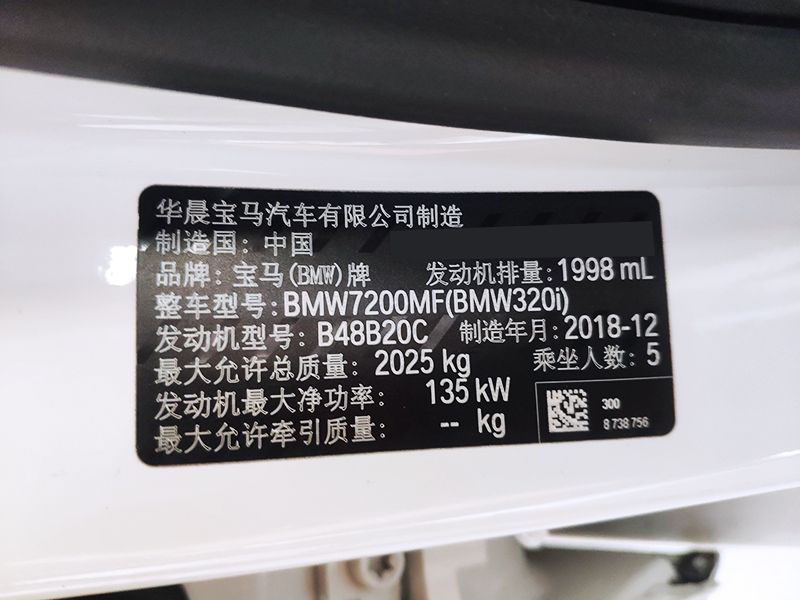 华晨宝马汽车有限公司制造
制造国: 中国
品牌: 宝马(BMW)牌 发动机排量: 1998 mL
整车型号: BMW7200MF(BMW320i)
发动机型号: B48B20C 制造年月: 2018-12
最大允许总质量: 2025 kg 乘坐人数: 5
发动机最大净功率: 135 kW
最大允许牵引质量: -- kg
300
8 738 756